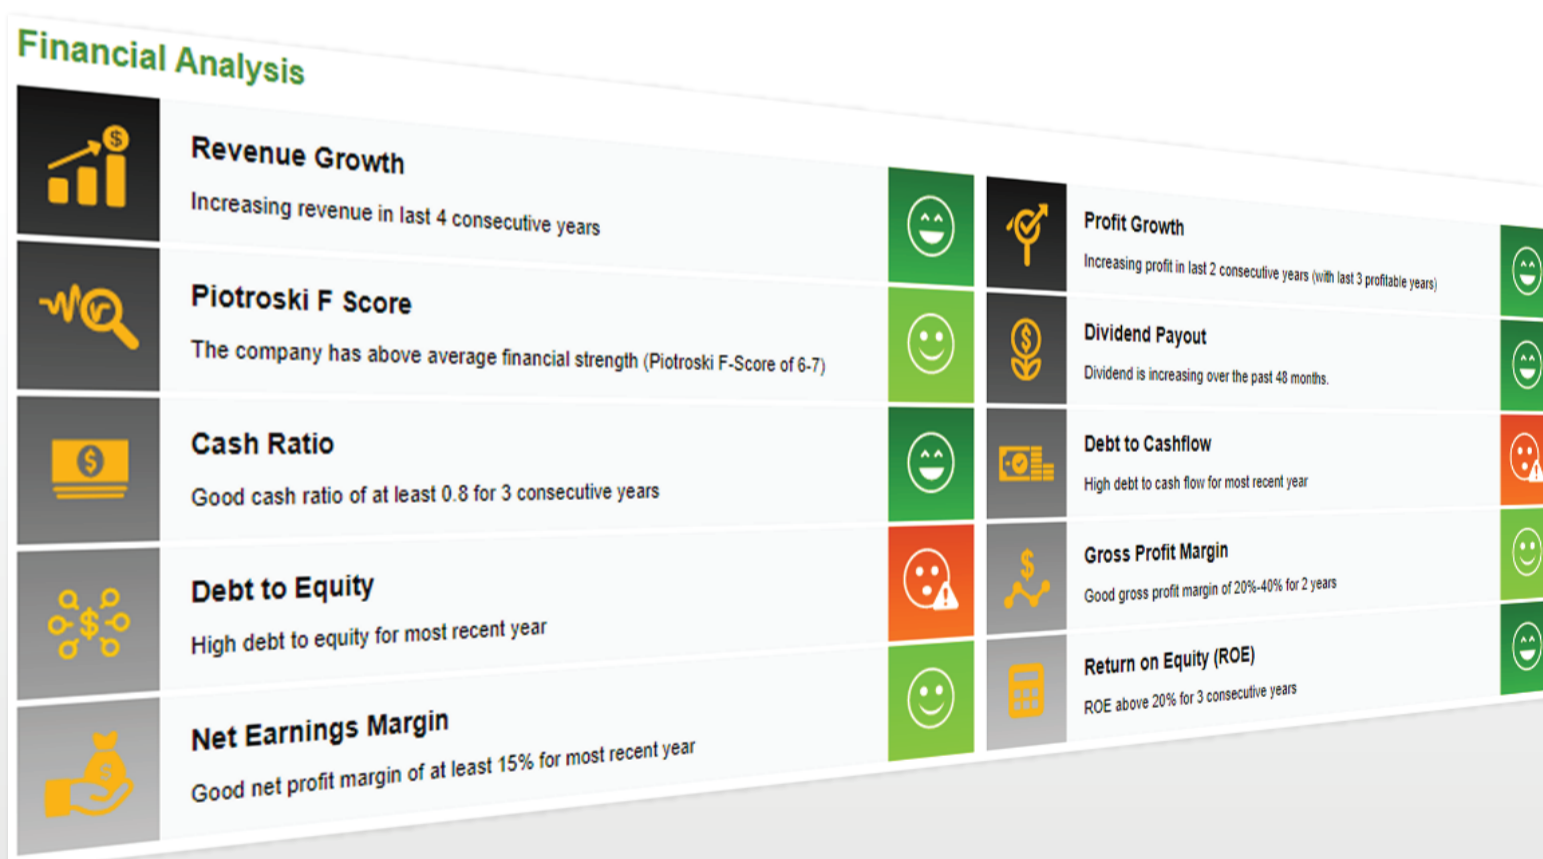 Financial Analysis
Revenue Growth
Increasing revenue in last 4 consecutive years
Piotroski F Score
The company has above average financial strength (Piotroski F-Score of 6-7)
Cash Ratio
Good cash ratio of at least 0.8 for 3 consecutive years
Debt to Equity
High debt to equity for most recent year
Net Earnings Margin
Good net profit margin of at least 15% for most recent year
Profit Growth
Increasing profit in last 2 consecutive years (with last 3 profitable years)
Dividend Payout
Dividend is increasing over the past 48 months.
Debt to Cashflow
High debt to cash flow for most recent year
Gross Profit Margin
Good gross profit margin of 20%-40% for 2 years
Return on Equity (ROE)
ROE above 20% for 3 consecutive years